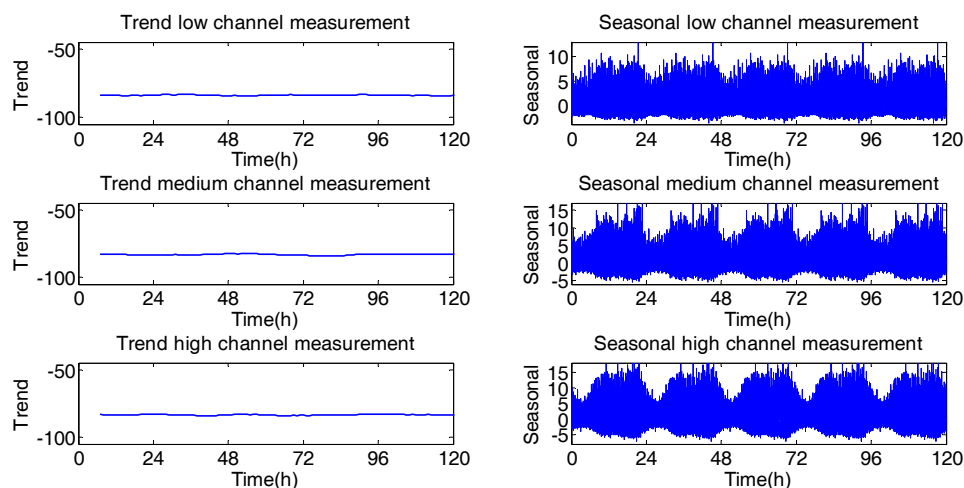 Trend low channel measurement
-50
-100
Trend
0 24 48 72 96 120
Time(h)
Seasonal low channel measurement
10
5
0
Seasonal
0 24 48 72 96 120
Time(h)
Trend medium channel measurement
-50
-100
Trend
0 24 48 72 96 120
Time(h)
Seasonal medium channel measurement
15
10
5
0
-5
Seasonal
0 24 48 72 96 120
Time(h)
Trend high channel measurement
-50
-100
Trend
0 24 48 72 96 120
Time(h)
Seasonal high channel measurement
15
10
5
0
-5
Seasonal
0 24 48 72 96 120
Time(h)